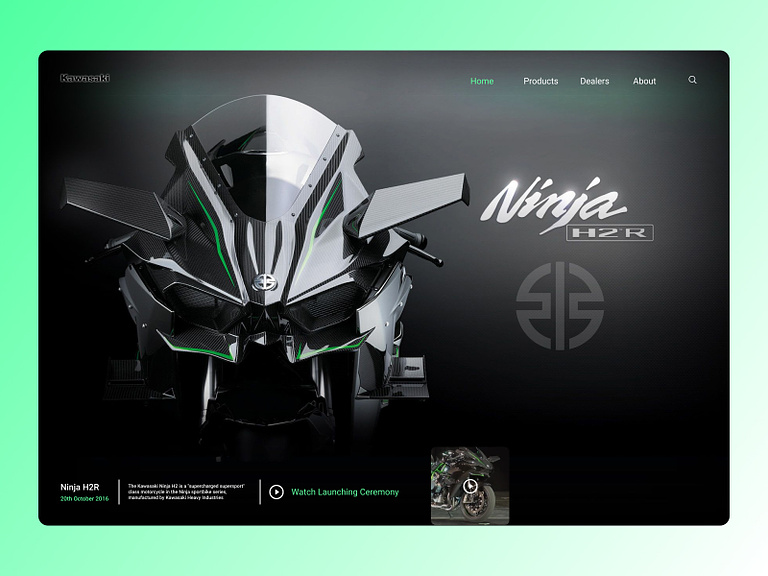 Kawasaki
Home
Products
Dealers
About
Ninja
H2R
Ninja H2R
20th October 2016
The Kawasaki Ninja H2 is a "supercharged supersport"
class motorcycle in the Ninja sportbike series,
manufactured by Kawasaki Heavy Industries
Watch Launching Ceremony